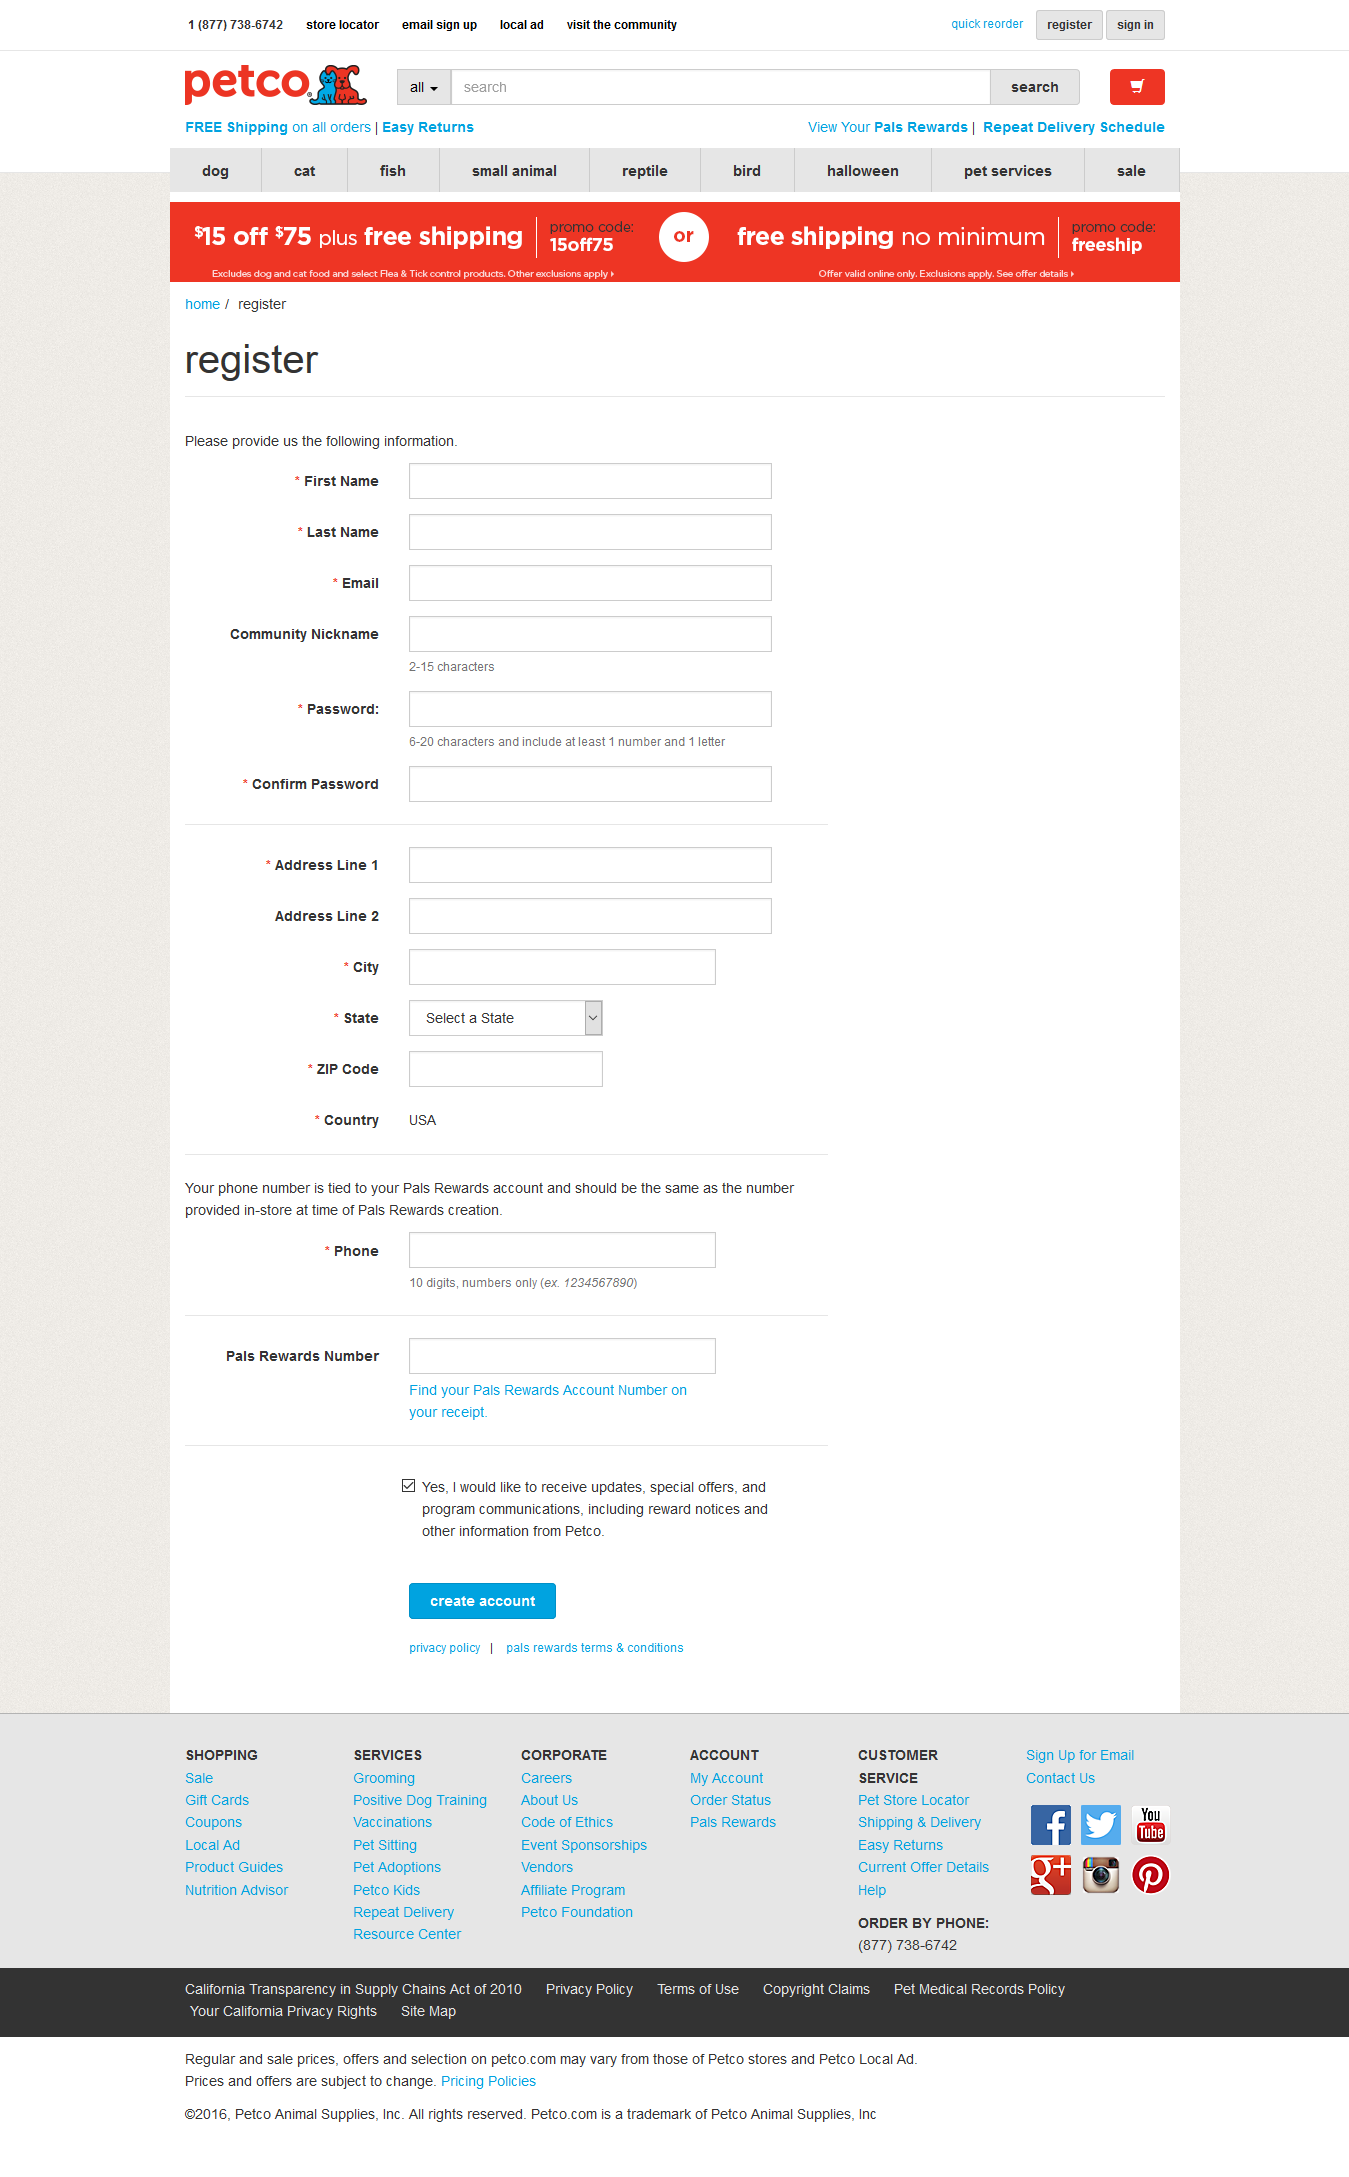 1 (877) 738-6742 store locator email sign up local ad visit the community quick reorder register sign in
petco all search search
FREE Shipping on all orders | Easy Returns View Your Pals Rewards | Repeat Delivery Schedule
dog cat fish small animal reptile bird halloween pet services sale
$15 off $75 plus free shipping promo code: 15off75 or free shipping no minimum promo code: freeship
Excludes dog and cat food and select Flea & Tick control products. Other exclusions apply Offer valid online only. Exclusions apply. See offer details
home / register
register
Please provide us the following information.
* First Name
* Last Name
* Email
Community Nickname
2-15 characters
* Password:
6-20 characters and include at least 1 number and 1 letter
* Confirm Password
* Address Line 1
Address Line 2
* City
* State Select a State
* ZIP Code
* Country USA
Your phone number is tied to your Pals Rewards account and should be the same as the number
provided in-store at time of Pals Rewards creation.
* Phone
10 digits, numbers only (ex. 1234567890)
Pals Rewards Number
Find your Pals Rewards Account Number on
your receipt.
Yes, I would like to receive updates, special offers, and
program communications, including reward notices and
other information from Petco.
create account
privacy policy | pals rewards terms & conditions
SHOPPING
Sale
Gift Cards
Coupons
Local Ad
Product Guides
Nutrition Advisor
SERVICES
Grooming
Positive Dog Training
Vaccinations
Pet Sitting
Pet Adoptions
Petco Kids
Repeat Delivery
Resource Center
CORPORATE
Careers
About Us
Code of Ethics
Event Sponsorships
Vendors
Affiliate Program
Petco Foundation
ACCOUNT
My Account
Order Status
Pals Rewards
CUSTOMER
SERVICE
Pet Store Locator
Shipping & Delivery
Easy Returns
Current Offer Details
Help
ORDER BY PHONE:
(877) 738-6742
Sign Up for Email
Contact Us
You
Tube
g+
California Transparency in Supply Chains Act of 2010 Privacy Policy Terms of Use Copyright Claims Pet Medical Records Policy
Your California Privacy Rights Site Map
Regular and sale prices, offers and selection on petco.com may vary from those of Petco stores and Petco Local Ad.
Prices and offers are subject to change. Pricing Policies
©2016, Petco Animal Supplies, Inc. All rights reserved. Petco.com is a trademark of Petco Animal Supplies, Inc